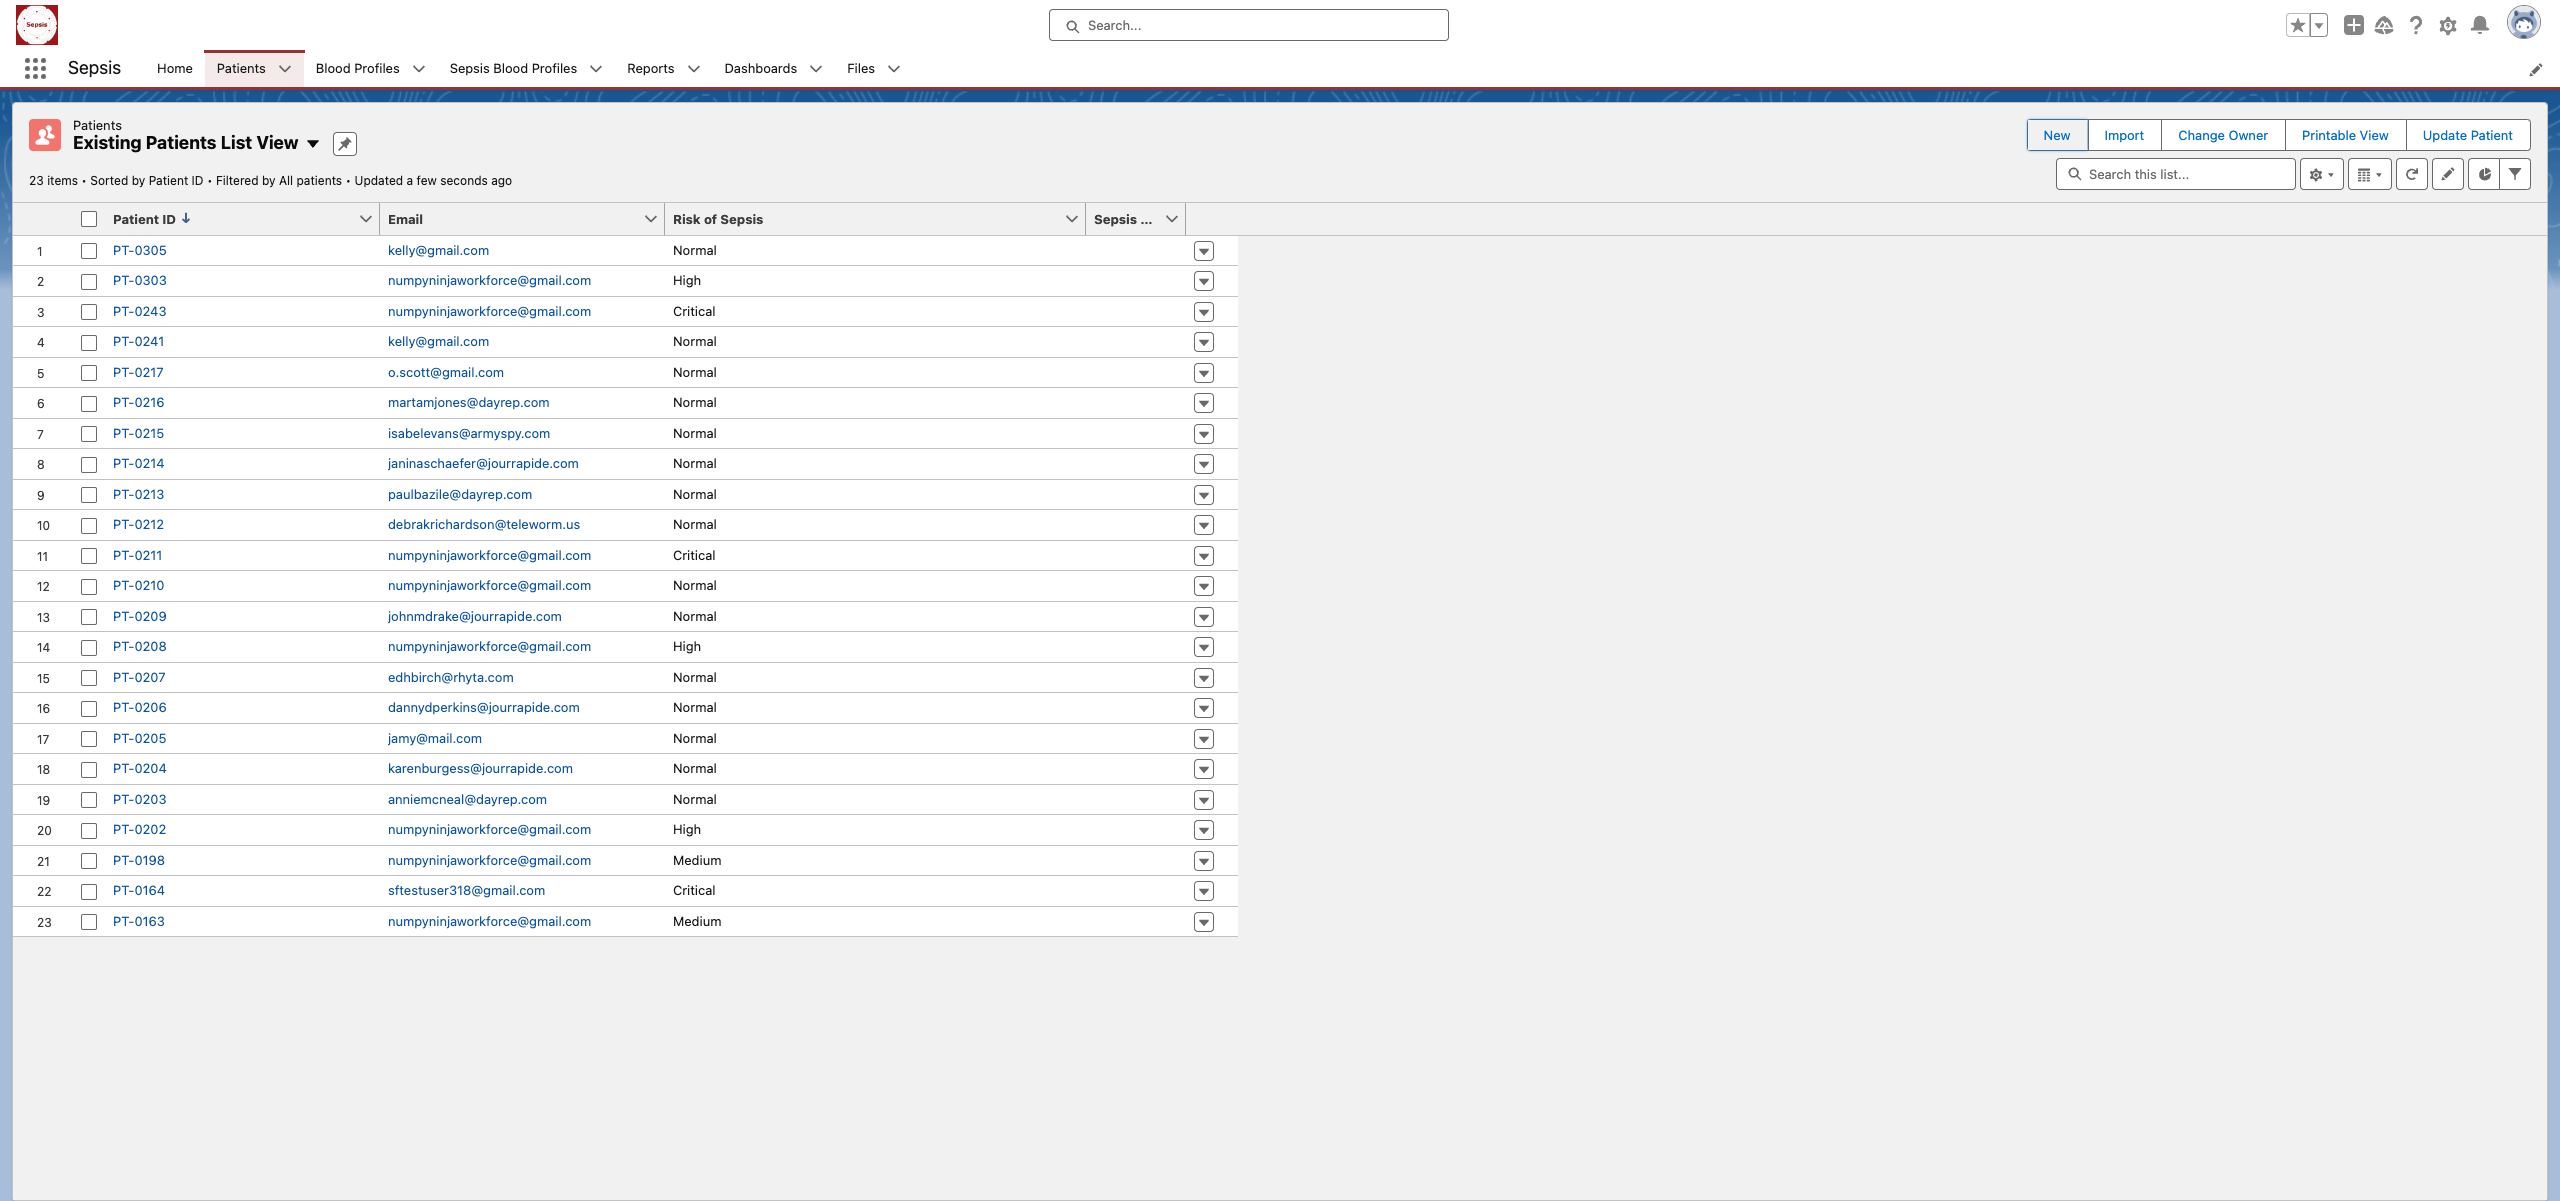 Sepsis
Search...
Sepsis Home Patients Blood Profiles Sepsis Blood Profiles Reports Dashboards Files
Patients
Existing Patients List View
New Import Change Owner Printable View Update Patient
23 items • Sorted by Patient ID • Filtered by All patients • Updated a few seconds ago
Search this list...
Patient ID Email Risk of Sepsis Sepsis ...
1 PT-0305 kelly@gmail.com Normal
2 PT-0303 numpyninjaworkforce@gmail.com High
3 PT-0243 numpyninjaworkforce@gmail.com Critical
4 PT-0241 kelly@gmail.com Normal
5 PT-0217 o.scott@gmail.com Normal
6 PT-0216 martamjones@dayrep.com Normal
7 PT-0215 isabelevans@armyspy.com Normal
8 PT-0214 janinaschaefer@jourrapide.com Normal
9 PT-0213 paulbazile@dayrep.com Normal
10 PT-0212 debrakrichardson@teleworm.us Normal
11 PT-0211 numpyninjaworkforce@gmail.com Critical
12 PT-0210 numpyninjaworkforce@gmail.com Normal
13 PT-0209 johnmdrake@jourrapide.com Normal
14 PT-0208 numpyninjaworkforce@gmail.com High
15 PT-0207 edhbirch@rhyta.com Normal
16 PT-0206 dannydperkins@jourrapide.com Normal
17 PT-0205 jamy@mail.com Normal
18 PT-0204 karenburgess@jourrapide.com Normal
19 PT-0203 anniemcneal@dayrep.com Normal
20 PT-0202 numpyninjaworkforce@gmail.com High
21 PT-0198 numpyninjaworkforce@gmail.com Medium
22 PT-0164 sftestuser318@gmail.com Critical
23 PT-0163 numpyninjaworkforce@gmail.com Medium